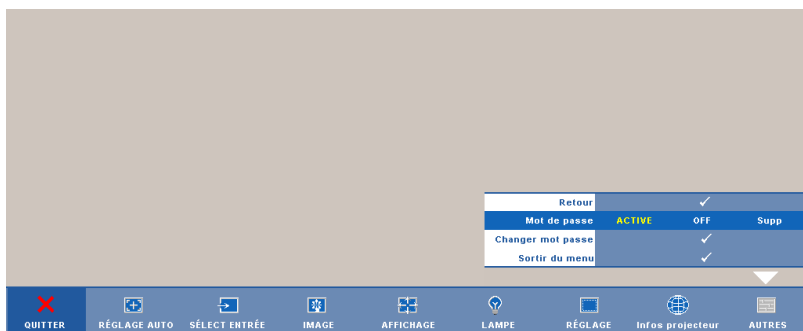 Retour
Mot de passe ACTIVE OFF Supp
Changer mot passe
Sortir du menu
QUITTER RÉGLAGE AUTO SÉLECT ENTRÉE IMAGE AFFICHAGE LAMPE RÉGLAGE Infos projecteur AUTRES